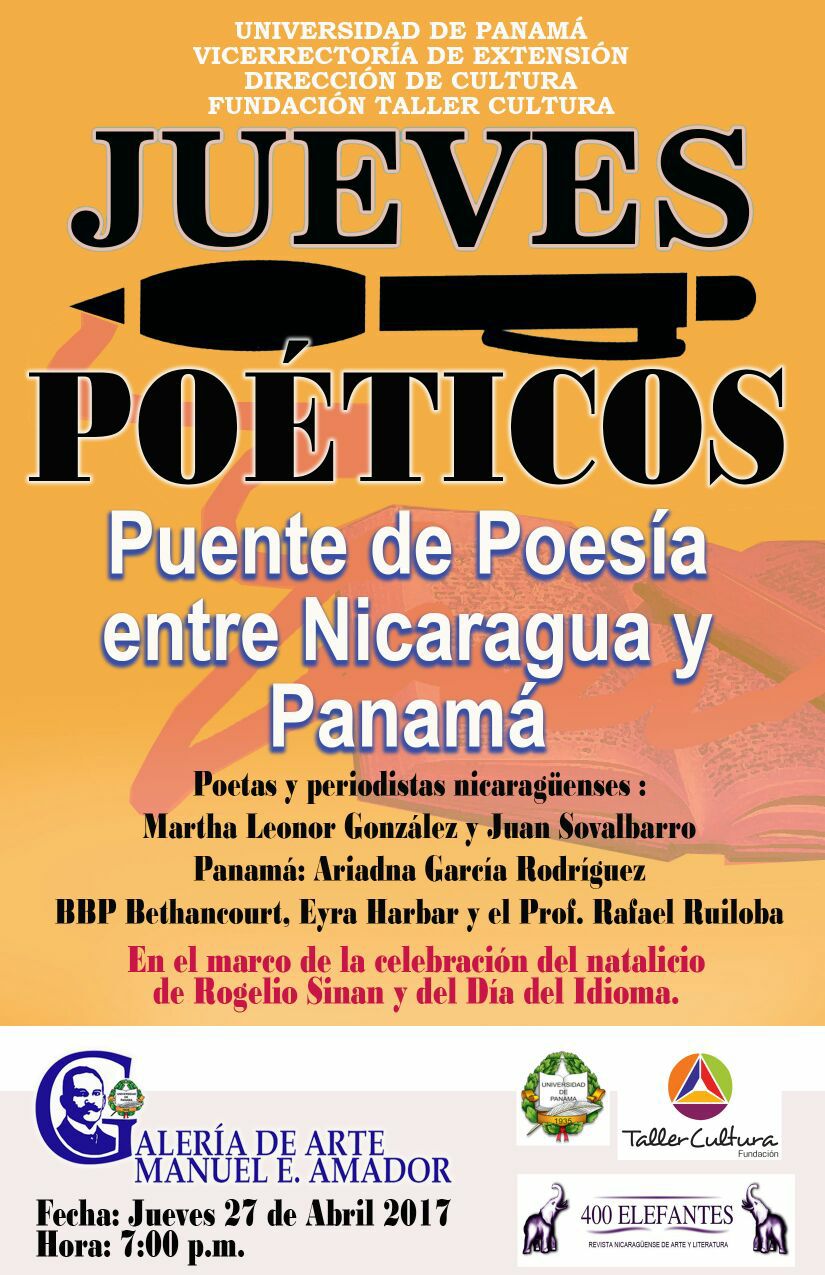 UNIVERSIDAD DE PANAMÁ
VICERRECTORÍA DE EXTENSIÓN
DIRECCIÓN DE CULTURA
FUNDACIÓN TALLER CULTURA
JUEVES
POÉTICOS
Puente de Poesía
entre Nicaragua y
Panamá
Poetas y periodistas nicaragüenses :
Martha Leonor González y Juan Sovalbarro
Panamá: Ariadna García Rodríguez
BBP Bethancourt, Eyra Harbar y el Prof. Rafael Ruiloba
En el marco de la celebración del natalicio
de Rogelio Sinan y del Día del Idioma.
GALERÍA DE ARTE
MANUEL E. AMADOR
Fecha: Jueves 27 de Abril 2017
Hora: 7:00 p.m.
UNIVERSIDAD
DE
PANAMA
1935
Taller Cultura
Fundación
400 ELEFANTES
REVISTA NICARAGÜENSE DE ARTE Y LITERATURA